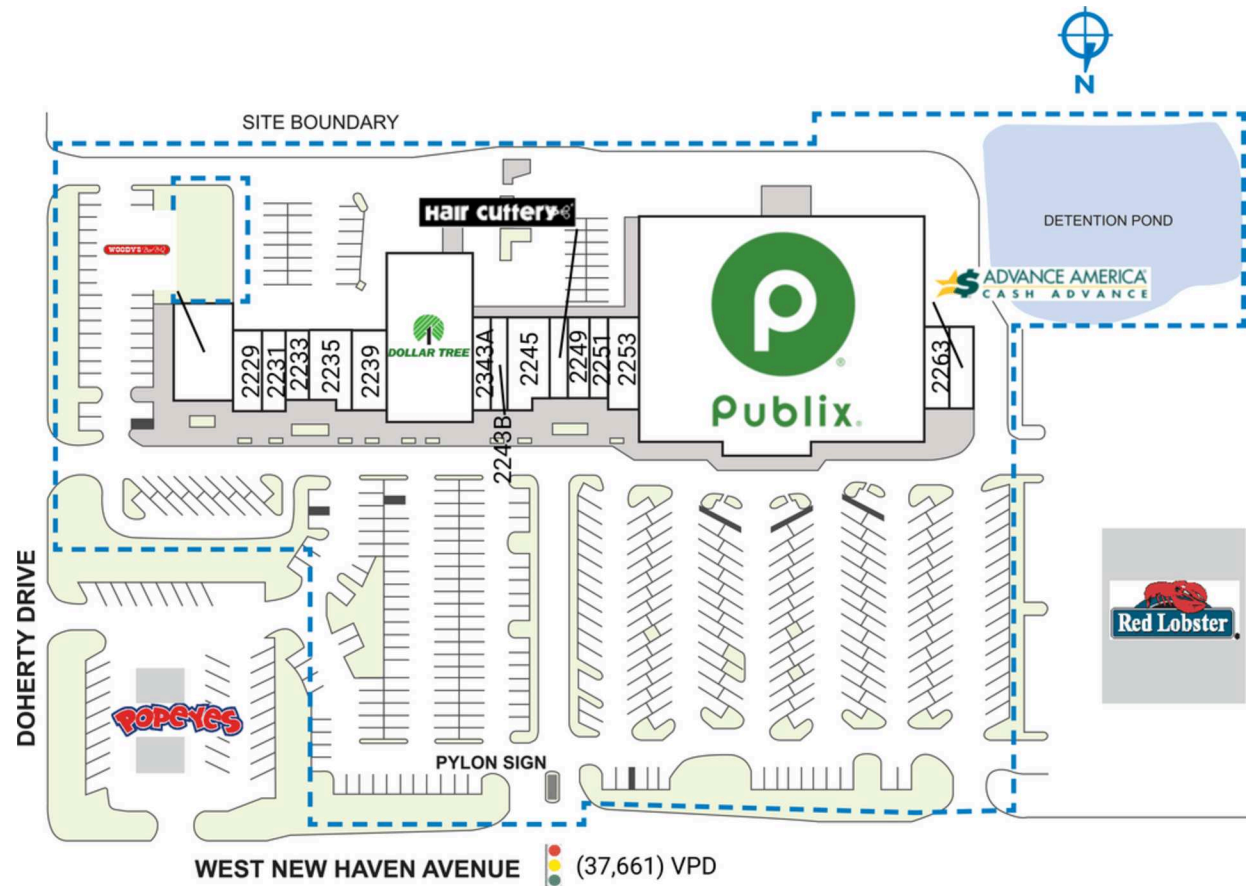 N
SITE BOUNDARY
HAIR CUTTERY
DETENTION POND
WOODY'S Bar-B-Q
P
ADVANCE AMERICA
CASH ADVANCE
DOLLAR TREE
2229
2231
2233
2235
2239
2343A
2243B
2245
2249
2251
2253
Publix®
2263
DOHERTY DRIVE
Red Lobster
POPEYES
PYLON SIGN
WEST NEW HAVEN AVENUE
(37,661) VPD